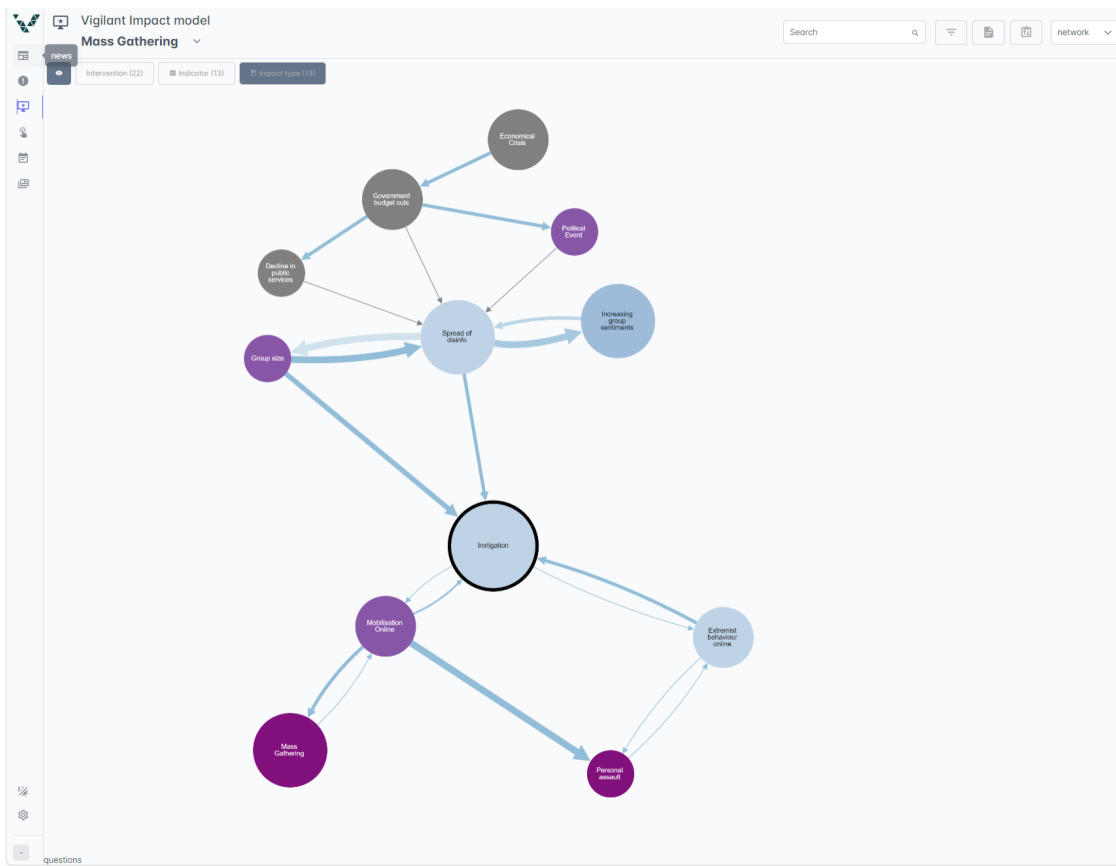 Vigilant Impact model
Mass Gathering
Search
network
news
Intervention (22)
Indicator (13)
Impact type (13)
Economical
Crisis
Government
budget cuts
Political
Event
Decline in
public
services
Increasing
group
sentiments
Spread of
disinfo
Group size
Instigation
Mobilisation
Online
Extremist
behaviour
online
Mass
Gathering
Personal
assault
questions